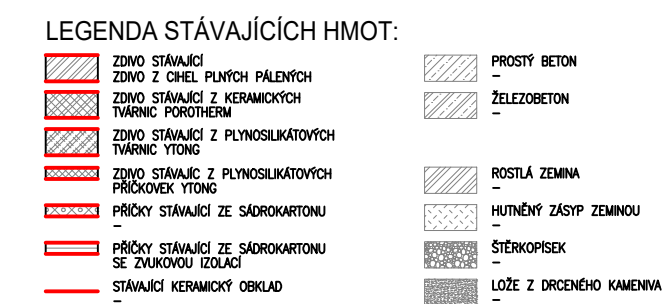 LEGENDA STÁVAJÍCÍCH HMOT:
ZDIVO STÁVAJÍCÍ
ZDIVO Z CIHEL PLNÝCH PÁLENÝCH
ZDIVO STÁVAJÍCÍ Z KERAMICKÝCH
TVÁRNIC POROTHERM
ZDIVO STÁVAJÍCÍ Z PLYNOSILIKÁTOVÝCH
TVÁRNIC YTONG
ZDIVO STÁVAJÍC Z PLYNOSILIKÁTOVÝCH
PŘÍČKOVEK YTONG
PŘÍČKY STÁVAJÍCÍ ZE SÁDROKARTONU
–
PŘÍČKY STÁVAJÍCÍ ZE SÁDROKARTONU
SE ZVUKOVOU IZOLACÍ
STÁVAJÍCÍ KERAMICKÝ OBKLAD
–
PROSTÝ BETON
–
ŽELEZOBETON
–
ROSTLÁ ZEMINA
–
HUTNĚNÝ ZÁSYP ZEMINOU
–
ŠTĚRKOPÍSEK
–
LOŽE Z DRCENÉHO KAMENIVA
–